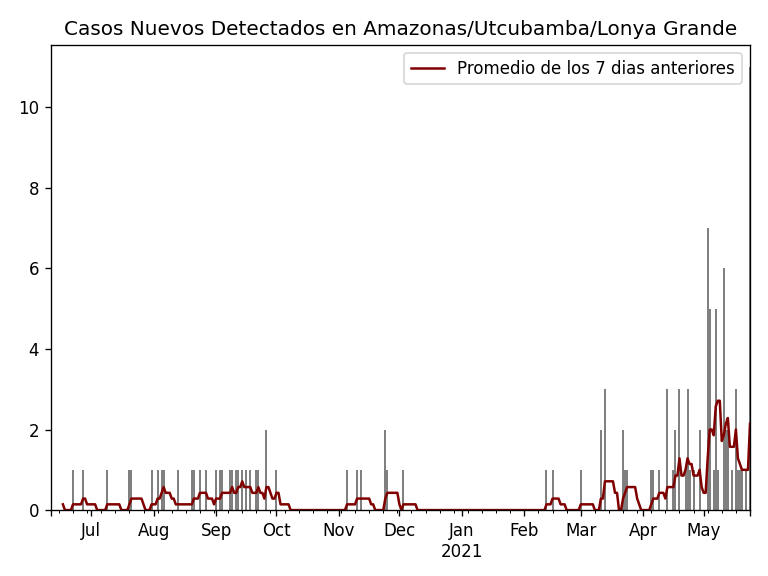 Casos Nuevos Detectados en Amazonas/Utcubamba/Lonya Grande
Promedio de los 7 dias anteriores
10
8
6
4
2
0
Jul Aug Sep Oct Nov Dec Jan Feb Mar Apr May
2021